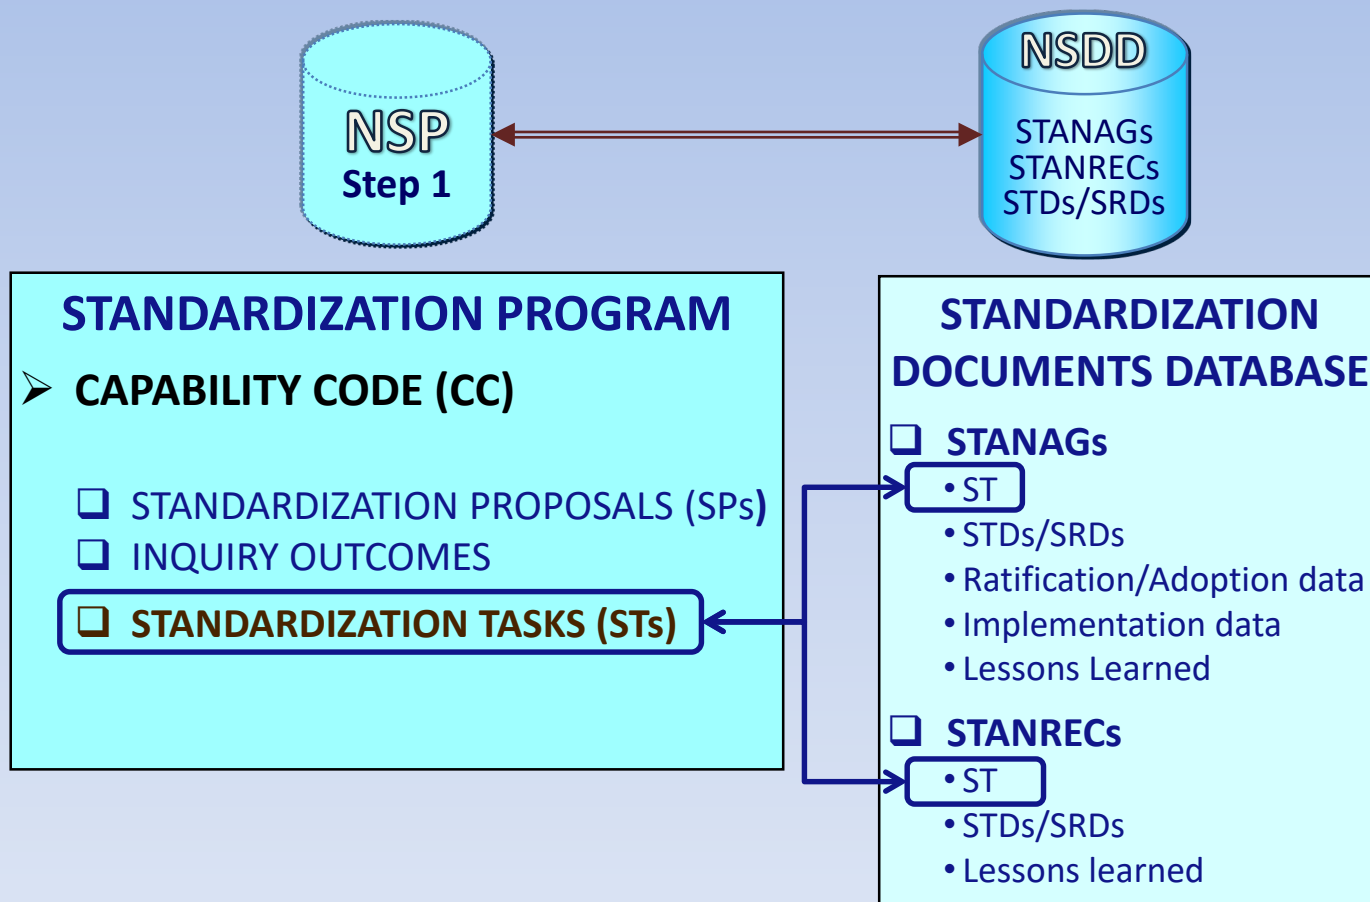 NSP
Step 1
NSDD
STANAGs
STANRECs
STDs/SRDs
STANDARDIZATION PROGRAM
➢ CAPABILITY CODE (CC)
❑ STANDARDIZATION PROPOSALS (SPs)
❑ INQUIRY OUTCOMES
❑ STANDARDIZATION TASKS (STs)
STANDARDIZATION
DOCUMENTS DATABASE
❑ STANAGs
• ST
• STDs/SRDs
• Ratification/Adoption data
• Implementation data
• Lessons Learned
❑ STANRECs
• ST
• STDs/SRDs
• Lessons learned